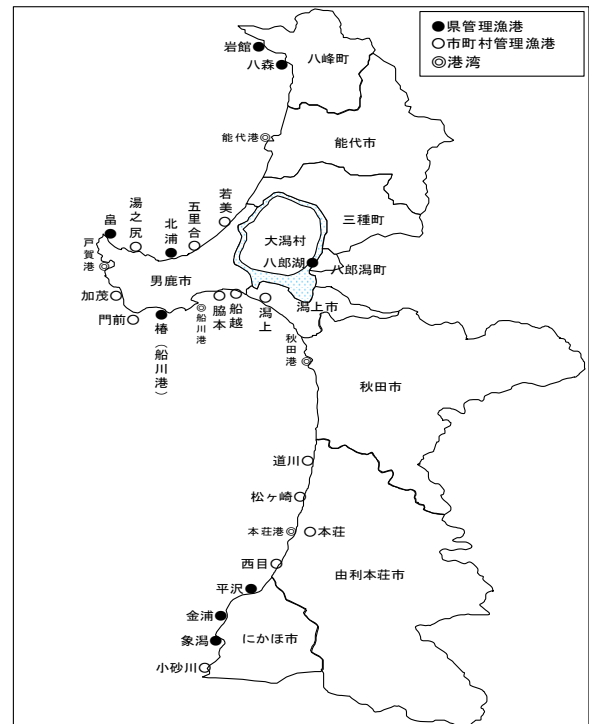 ●県管理漁港
○市町村管理漁港
◎港湾
岩館
八森
八峰町
能代港
能代市
若美
五里合
北浦
湯之尻
畠
三種町
大潟村
八郎湖
八郎潟町
戸賀港
男鹿市
加茂
門前
椿（船川港）
船川港
脇本
船越
潟上
潟上市
秋田港
秋田市
道川
松ヶ崎
本荘港
本荘
西目
由利本荘市
平沢
金浦
象潟
にかほ市
小砂川